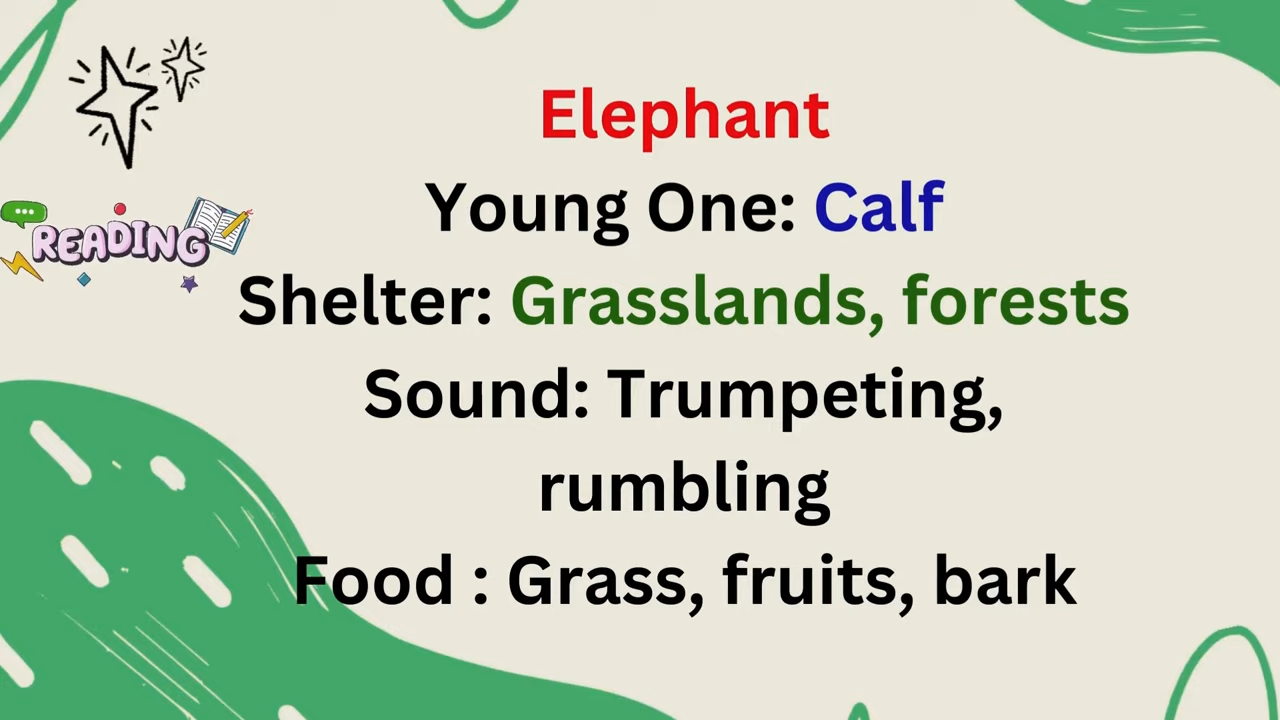 Elephant
Young One: Calf
READING
Shelter: Grasslands, forests
Sound: Trumpeting,
rumbling
Food : Grass, fruits, bark